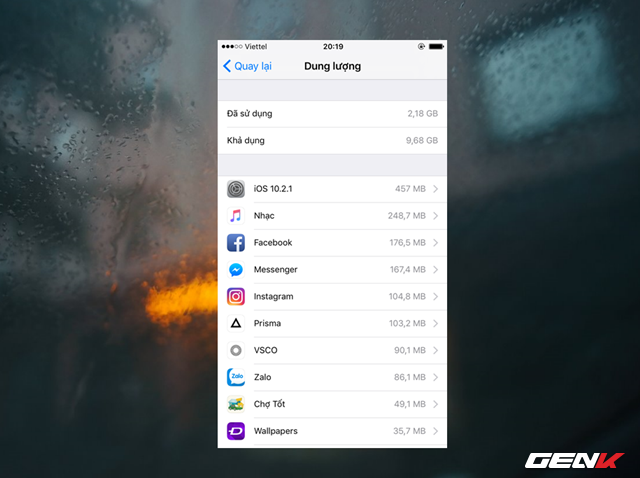 Viettel 20:19
Quay lại Dung lượng
Đã sử dụng 2,18 GB
Khả dụng 9,68 GB
iOS 10.2.1 457 MB
Nhạc 248,7 MB
Facebook 176,5 MB
Messenger 167,4 MB
Instagram 104,8 MB
Prisma 103,2 MB
VSCO 90,1 MB
Zalo Zalo 86,1 MB
Chợ Tốt 49,1 MB
Wallpapers 35,7 MB
GENK